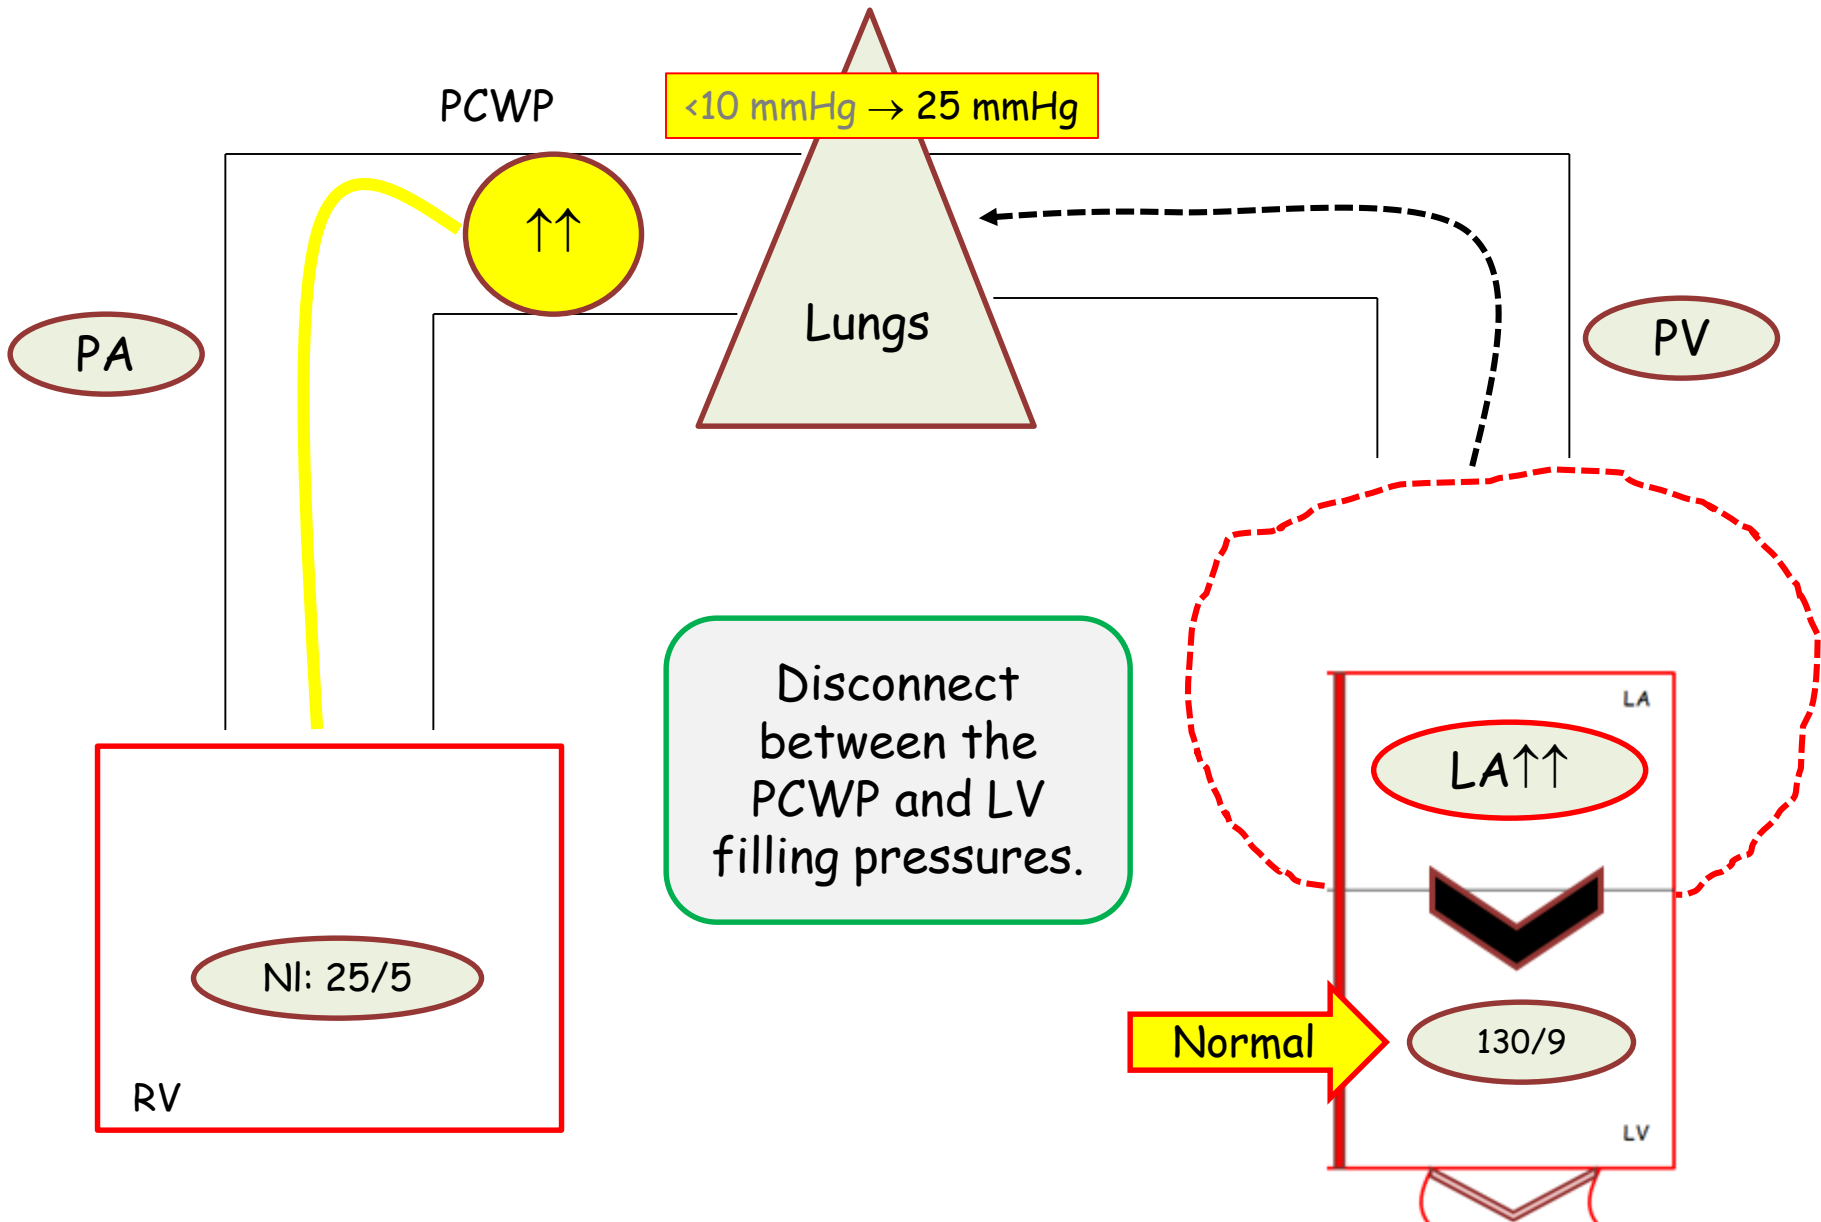 PCWP
<10 mmHg → 25 mmHg
↑↑
Lungs
PA
PV
Disconnect
between the
PCWP and LV
filling pressures.
LA
LA↑↑
Nl: 25/5
RV
Normal
130/9
LV